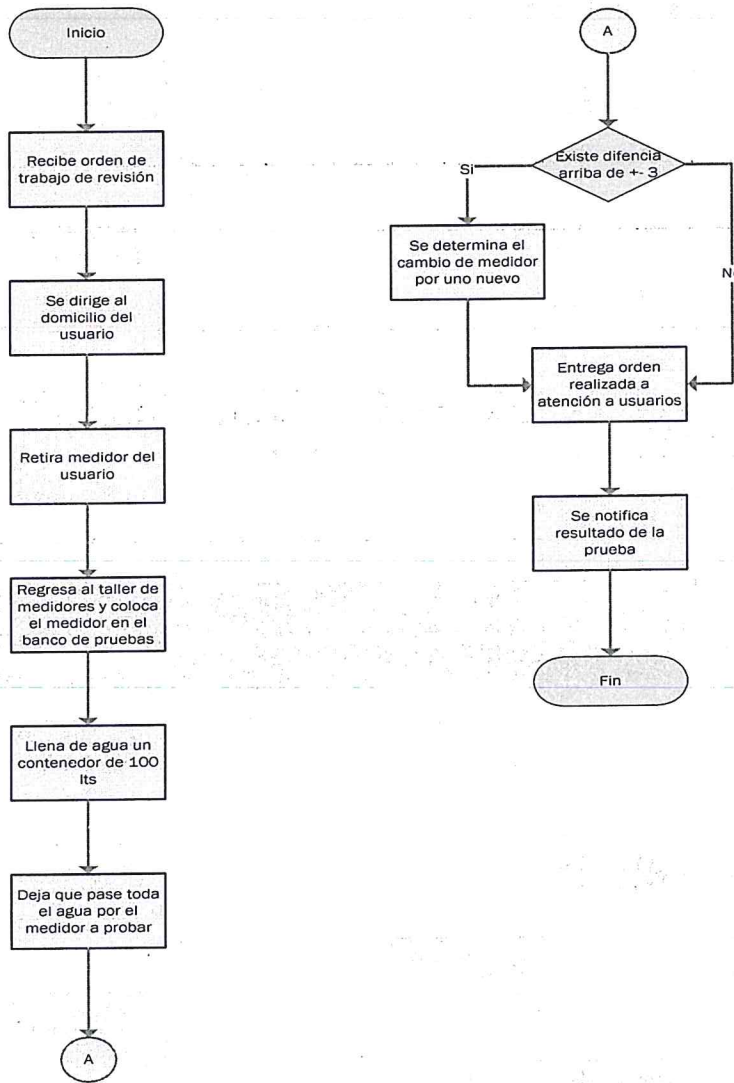 Inicio
Recibe orden de
trabajo de revisión
Se dirige al
domicilio del
usuario
Retira medidor del
usuario
Regresa al taller de
medidores y coloca
el medidor en el
banco de pruebas
Llena de agua un
contenedor de 100
lts
Deja que pase toda
el agua por el
medidor a probar
A
A
Existe difencia
arriba de +- 3
Si
No
Se determina el
cambio de medidor
por uno nuevo
Entrega orden
realizada a
atención a usuarios
Se notifica
resultado de la
prueba
Fin